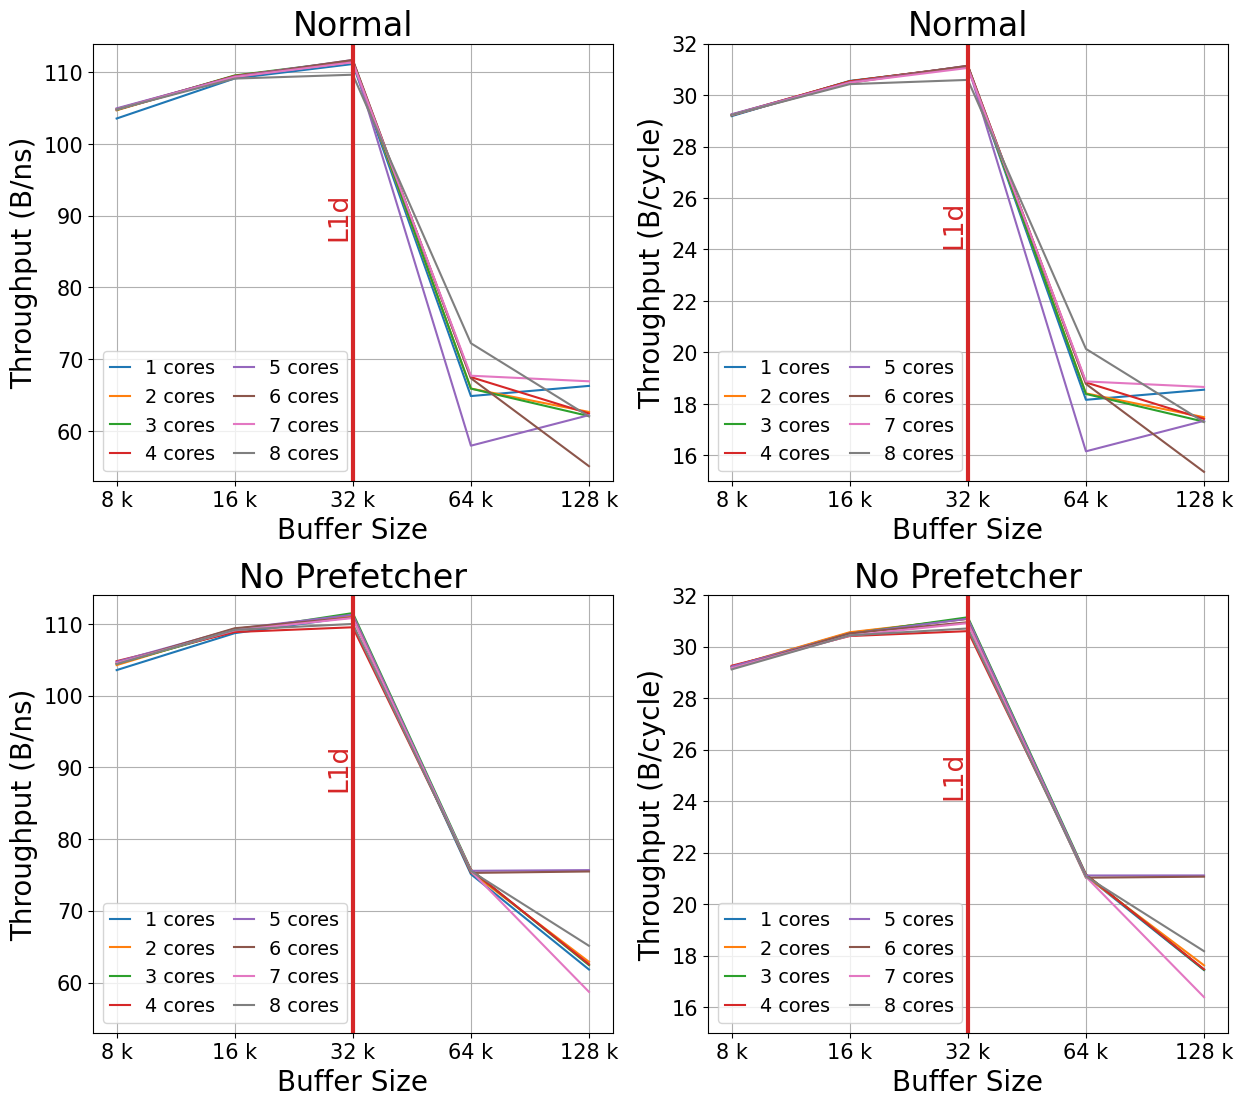 Normal
Throughput (B/ns)
110
100
90
80
70
60
L1d
1 cores
2 cores
3 cores
4 cores
5 cores
6 cores
7 cores
8 cores
8 k
16 k
32 k
64 k
128 k
Buffer Size
Normal
Throughput (B/cycle)
32
30
28
26
24
22
20
18
16
L1d
1 cores
2 cores
3 cores
4 cores
5 cores
6 cores
7 cores
8 cores
8 k
16 k
32 k
64 k
128 k
Buffer Size
No Prefetcher
Throughput (B/ns)
110
100
90
80
70
60
L1d
1 cores
2 cores
3 cores
4 cores
5 cores
6 cores
7 cores
8 cores
8 k
16 k
32 k
64 k
128 k
Buffer Size
No Prefetcher
Throughput (B/cycle)
32
30
28
26
24
22
20
18
16
L1d
1 cores
2 cores
3 cores
4 cores
5 cores
6 cores
7 cores
8 cores
8 k
16 k
32 k
64 k
128 k
Buffer Size